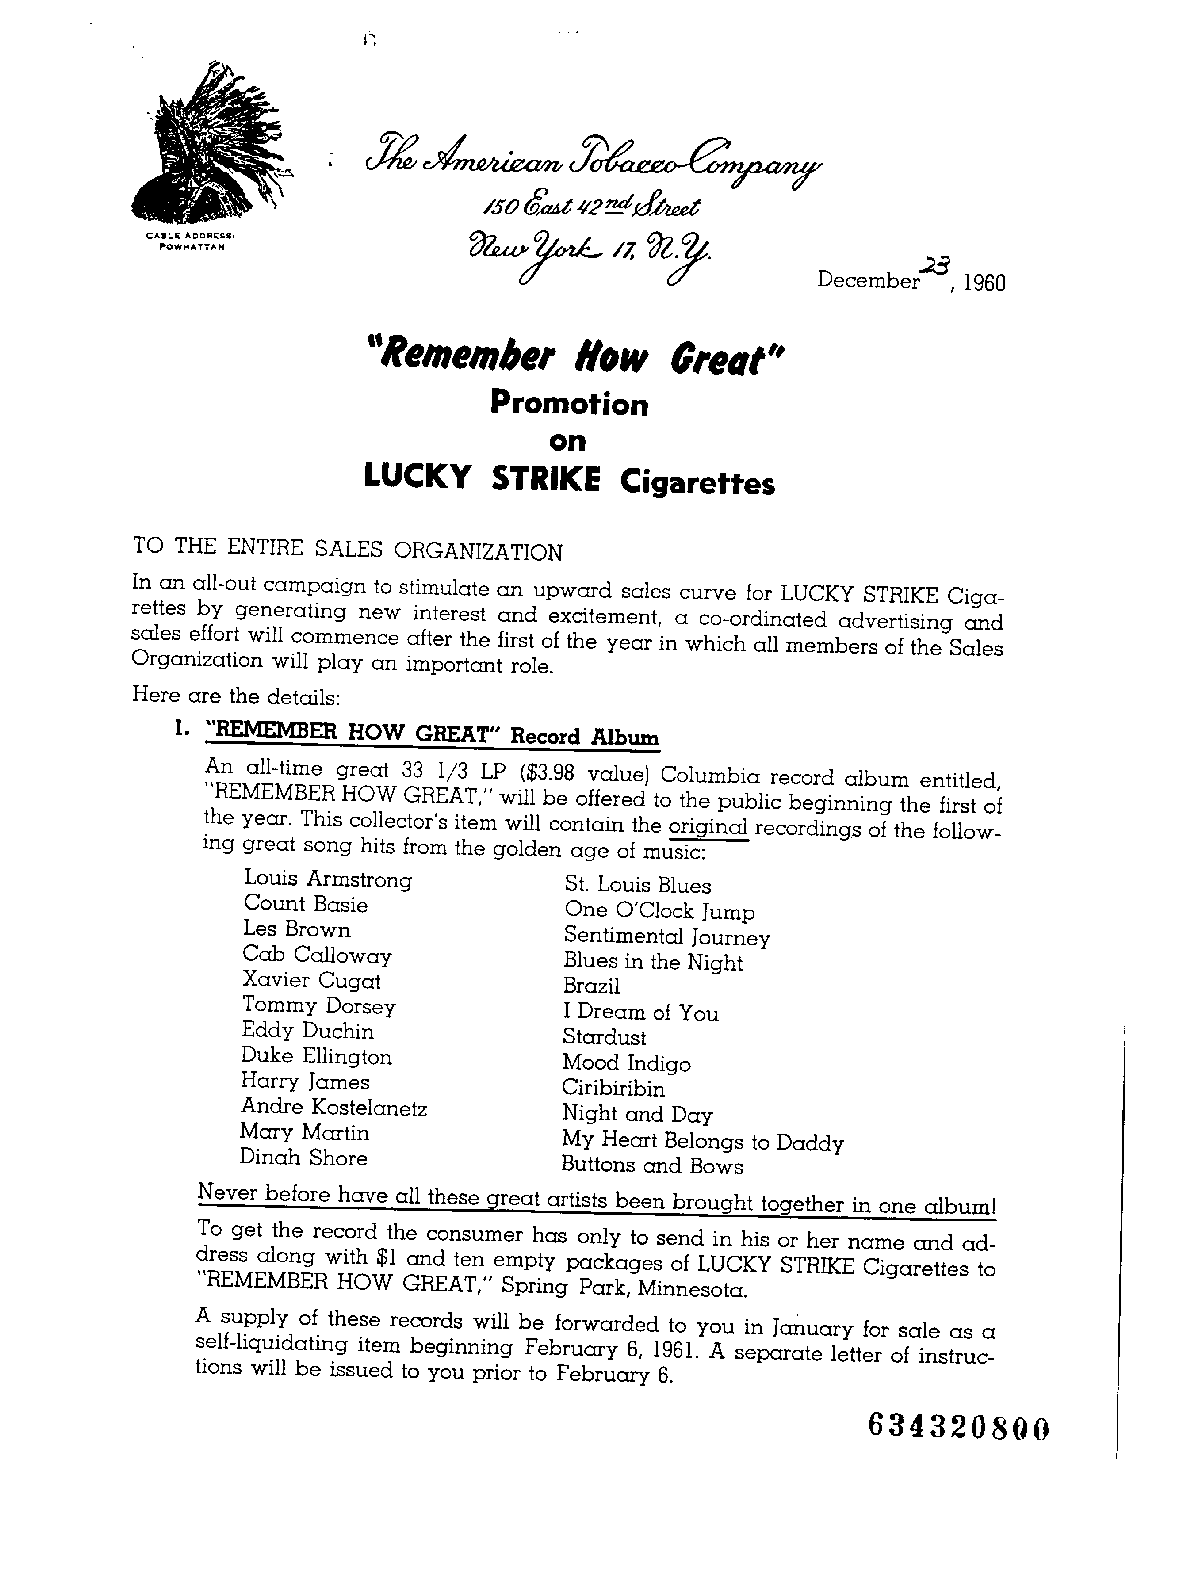 CABLE ADDRESS:
POWHATTAN
The American Tobacco Company
150 East 42nd Street
New York 17, N.Y.
December 23, 1960
"Remember How Great"
Promotion
on
LUCKY STRIKE Cigarettes
TO THE ENTIRE SALES ORGANIZATION
In an all-out campaign to stimulate an upward sales curve for LUCKY STRIKE Ciga-
rettes by generating new interest and excitement, a co-ordinated advertising and
sales effort will commence after the first of the year in which all members of the Sales
Organization will play an important role.
Here are the details:
I. "REMEMBER HOW GREAT" Record Album
An all-time great 33 1/3 LP ($3.98 value) Columbia record album entitled,
"REMEMBER HOW GREAT," will be offered to the public beginning the first of
the year. This collector's item will contain the original recordings of the follow-
ing great song hits from the golden age of music:
Louis Armstrong St. Louis Blues
Count Basie One O'Clock Jump
Les Brown Sentimental Journey
Cab Calloway Blues in the Night
Xavier Cugat Brazil
Tommy Dorsey I Dream of You
Eddy Duchin Stardust
Duke Ellington Mood Indigo
Harry James Ciribiribin
Andre Kostelanetz Night and Day
Mary Martin My Heart Belongs to Daddy
Dinah Shore Buttons and Bows
Never before have all these great artists been brought together in one album!
To get the record the consumer has only to send in his or her name and ad-
dress along with $1 and ten empty packages of LUCKY STRIKE Cigarettes to
"REMEMBER HOW GREAT," Spring Park, Minnesota.
A supply of these records will be forwarded to you in January for sale as a
self-liquidating item beginning February 6, 1961. A separate letter of instruc-
tions will be issued to you prior to February 6.
634320800